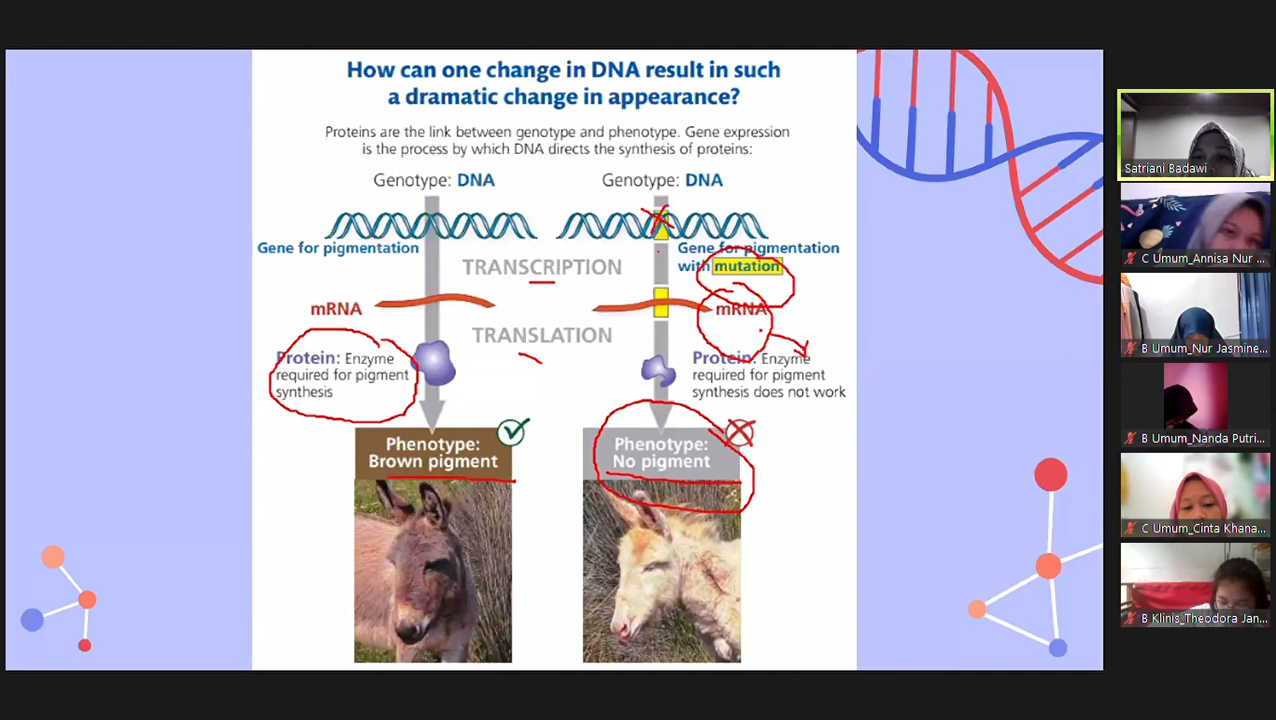 How can one change in DNA result in such
a dramatic change in appearance?
Proteins are the link between genotype and phenotype. Gene expression
is the process by which DNA directs the synthesis of proteins:
Genotype: DNA
Genotype: DNA
Gene for pigmentation
Gene for pigmentation
with mutation
TRANSCRIPTION
mRNA
mRNA
TRANSLATION
Protein: Enzyme
required for pigment
synthesis
Protein: Enzyme
required for pigment
synthesis does not work
Phenotype:
Brown pigment
Phenotype:
No pigment
Satriani Badawi
C Umum_Annisa Nur ...
B Umum_Nur Jasmine...
B Umum_Nanda Putri...
C Umum_Cinta Khana...
B Klinis_Theodora Jan...